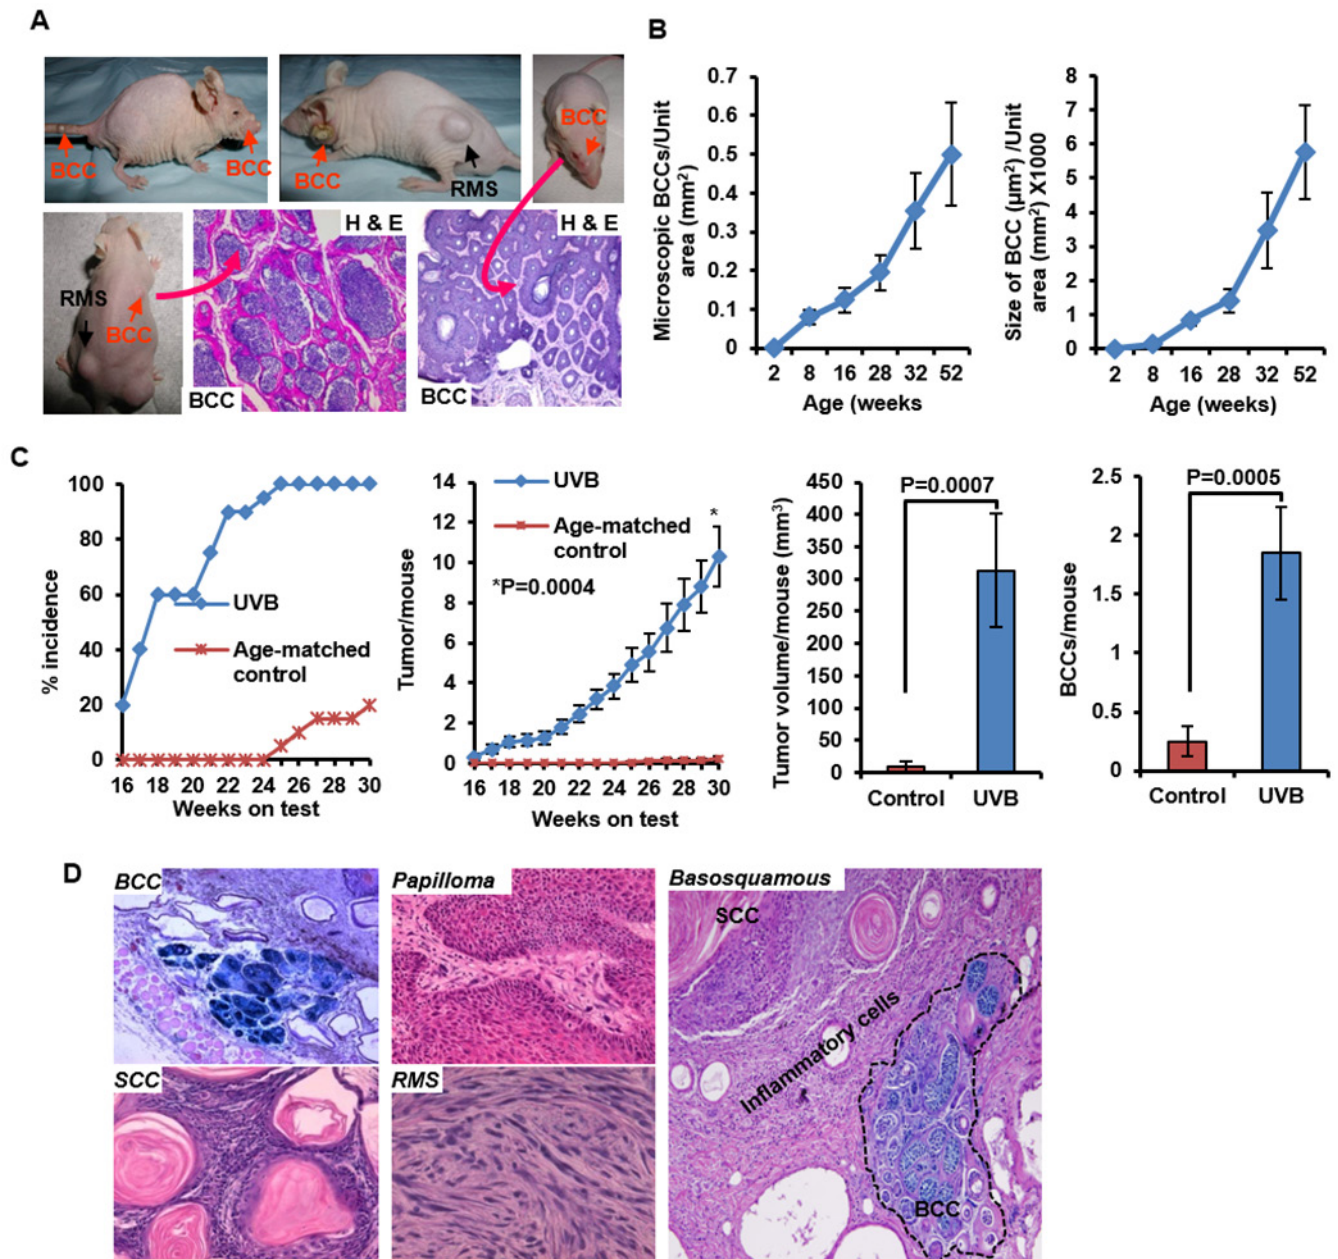 A
BCC
BCC
BCC
RMS
BCC
RMS
BCC
H & E
BCC
H & E
BCC
B
Microscopic BCCs/Unit
area (mm²)
0.7
0.6
0.5
0.4
0.3
0.2
0.1
0
2 8 16 28 32 52
Age (weeks
Size of BCC (µm²) /Unit
area (mm²) X1000
8
7
6
5
4
3
2
1
0
2 8 16 28 32 52
Age (weeks)
C
% incidence
100
80
60
40
20
0
UVB
Age-matched
control
16 18 20 22 24 26 28 30
Weeks on test
Tumor/mouse
14
12
10
8
6
4
2
0
UVB
Age-matched
control
*P=0.0004
*
16 18 20 22 24 26 28 30
Weeks on test
Tumor volume/mouse (mm³)
450
400
350
300
250
200
150
100
50
0
P=0.0007
Control UVB
BCCs/mouse
2.5
2
1.5
1
0.5
0
P=0.0005
Control UVB
D
BCC
Papilloma
Basosquamous
SCC
Inflammatory cells
BCC
SCC
RMS